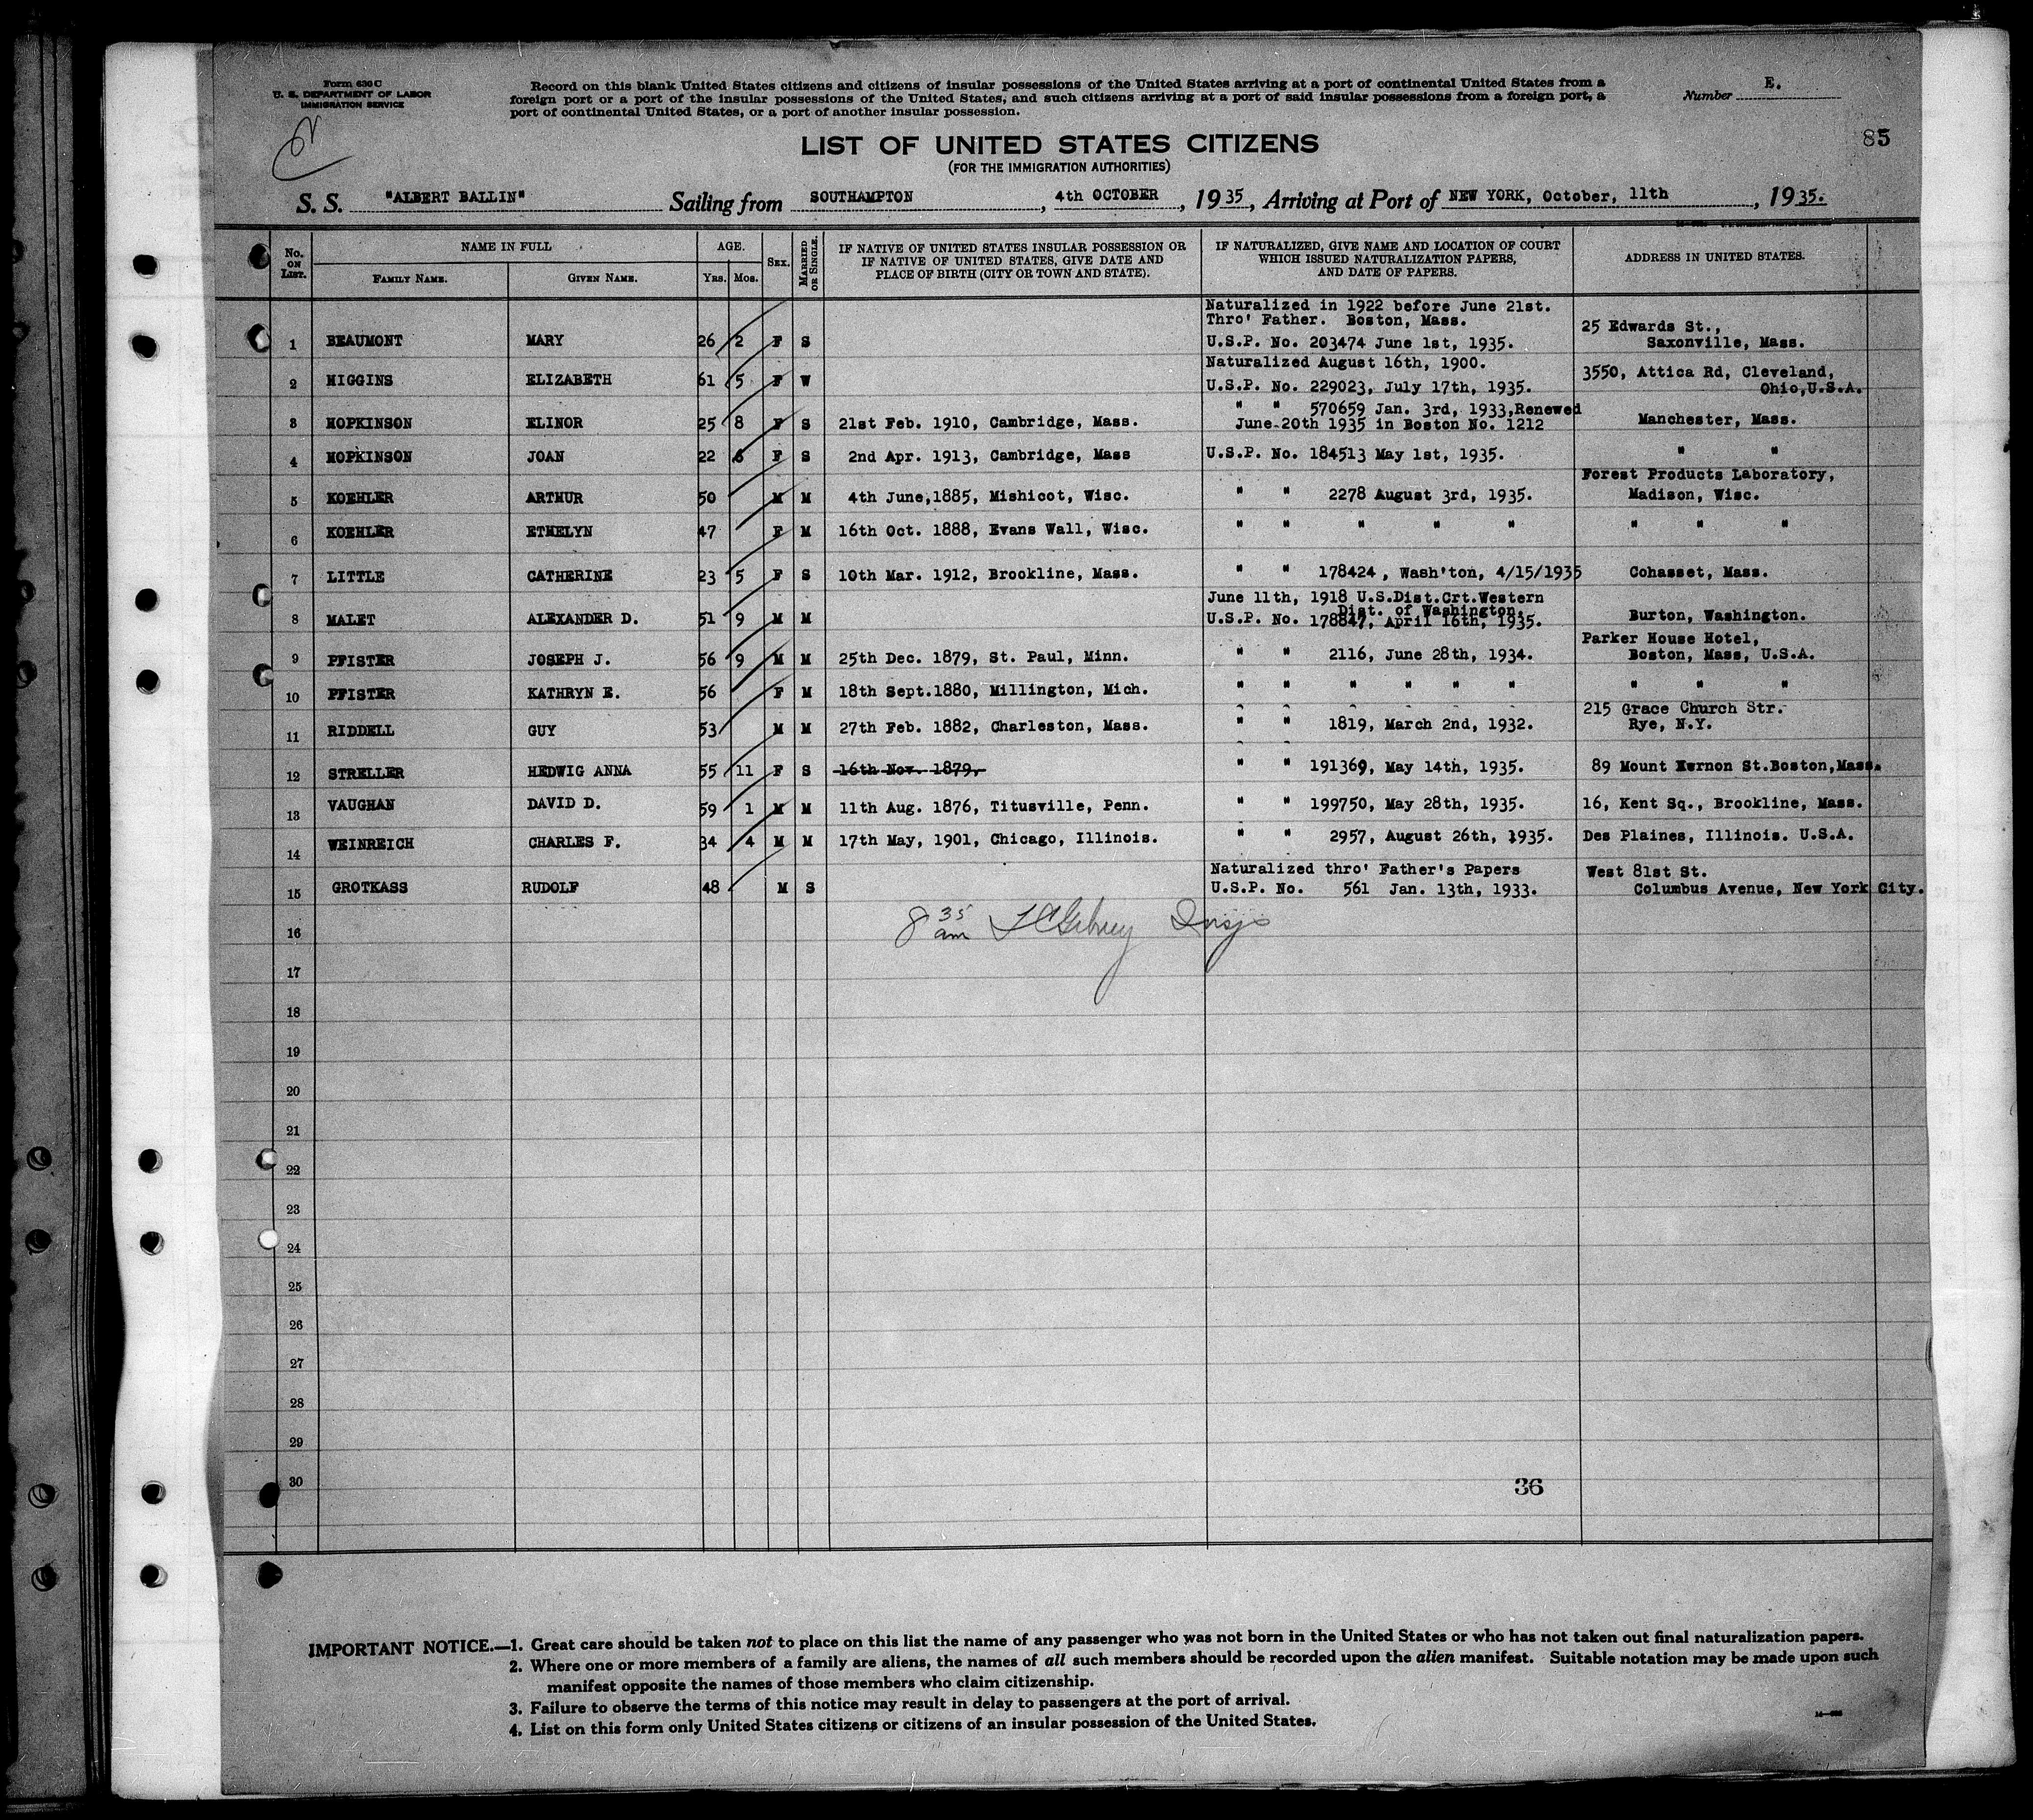 Form 630 C
U. S. DEPARTMENT OF LABOR
IMMIGRATION SERVICE
Record on this blank United States citizens and citizens of insular possessions of the United States arriving at a port of continental United States from a
foreign port or a port of the insular possessions of the United States, and such citizens arriving at a port of said insular possessions from a foreign port, a
port of continental United States, or a port of another insular possession.
Number E.
85
LIST OF UNITED STATES CITIZENS
(FOR THE IMMIGRATION AUTHORITIES)
S. S. "ALBERT BALLIN" Sailing from SOUTHAMPTON, 4th OCTOBER, 1935, Arriving at Port of NEW YORK, October, 11th, 1935.
No. ON LIST. NAME IN FULL FAMILY NAME. GIVEN NAME. AGE. Yrs. Mos. SEX. MARRIED OR SINGLE.
IF NATIVE OF UNITED STATES INSULAR POSSESSION OR
IF NATIVE OF UNITED STATES, GIVE DATE AND
PLACE OF BIRTH (CITY OR TOWN AND STATE).
IF NATURALIZED, GIVE NAME AND LOCATION OF COURT
WHICH ISSUED NATURALIZATION PAPERS,
AND DATE OF PAPERS.
ADDRESS IN UNITED STATES.
Naturalized in 1922 before June 21st.
Thro' Father. Boston, Mass. 25 Edwards St.,
1 BEAUMONT MARY 26 2 F S U.S.P. No. 203474 June 1st, 1935. Saxonville, Mass.
Naturalized August 16th, 1900. 3550, Attica Rd, Cleveland,
2 HIGGINS ELIZABETH 61 5 F W U.S.P. No. 229023, July 17th, 1935. Ohio,U.S.A.
" " 570659 Jan. 3rd, 1933,Renewed
3 HOPKINSON ELINOR 25 8 F S 21st Feb. 1910, Cambridge, Mass. June 20th 1935 in Boston No. 1212 Manchester, Mass.
4 HOPKINSON JOAN 22 6 F S 2nd Apr. 1913, Cambridge, Mass U.S.P. No. 184513 May 1st, 1935. " "
Forest Products Laboratory,
5 KOEHLER ARTHUR 50 M M 4th June,1885, Mishicot, Wisc. " " 2278 August 3rd, 1935. Madison, Wisc.
6 KOEHLER ETHELYN 47 F M 16th Oct. 1888, Evans Wall, Wisc. " " " " " " " "
7 LITTLE CATHERINE 23 5 F S 10th Mar. 1912, Brookline, Mass. " " 178424, Wash'ton, 4/15/1935 Cohasset, Mass.
June 11th, 1918 U.S.Dist.Crt.Western
Dist. of Washington.
8 MALET ALEXANDER D. 51 9 M M U.S.P. No. 178847, April 16th, 1935. Burton, Washington.
Parker House Hotel,
9 PFISTER JOSEPH J. 56 9 M M 25th Dec. 1879, St. Paul, Minn. " " 2116, June 28th, 1934. Boston, Mass, U.S.A.
10 PFISTER KATHRYN E. 56 F M 18th Sept.1880, Millington, Mich. " " " " " " " " "
215 Grace Church Str.
11 RIDDELL GUY 53 M M 27th Feb. 1882, Charleston, Mass. " " 1819, March 2nd, 1932. Rye, N.Y.
12 STRELLER HEDWIG ANNA 55 11 F S 16th Nov. 1879, " " 191369, May 14th, 1935. 89 Mount Vernon St.Boston,Mass.
13 VAUGHAN DAVID D. 59 1 M M 11th Aug. 1876, Titusville, Penn. " " 199750, May 28th, 1935. 16, Kent Sq., Brookline, Mass.
14 WEINREICH CHARLES F. 34 4 M M 17th May, 1901, Chicago, Illinois. " " 2957, August 26th, 1935. Des Plaines, Illinois. U.S.A.
Naturalized thro' Father's Papers West 81st St.
15 GROTKASS RUDOLF 48 M S U.S.P. No. 561 Jan. 13th, 1933. Columbus Avenue, New York City.
8 35 am Insp
16
17
18
19
20
21
22
23
24
25
26
27
28
29
30
36
IMPORTANT NOTICE.—1. Great care should be taken not to place on this list the name of any passenger who was not born in the United States or who has not taken out final naturalization papers.
2. Where one or more members of a family are aliens, the names of all such members should be recorded upon the alien manifest. Suitable notation may be made upon such
manifest opposite the names of those members who claim citizenship.
3. Failure to observe the terms of this notice may result in delay to passengers at the port of arrival.
4. List on this form only United States citizens or citizens of an insular possession of the United States.